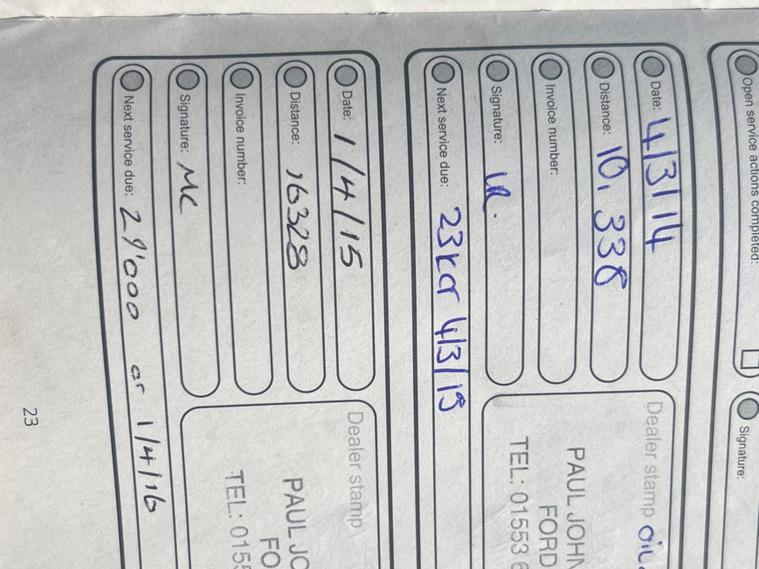 Open service actions completed:
Signature:
Date: 4/3/14
Distance: 10,338
Invoice number:
Signature:
Next service due: 23k or 4/3/15
Dealer stamp
PAUL JOHN
FORD
TEL: 01553 6
Date: 1/4/15
Distance: 16328
Invoice number:
Signature: MC
Next service due: 29'000 or 1/4/16
Dealer stamp
PAUL JO
FO
TEL: 0155
23